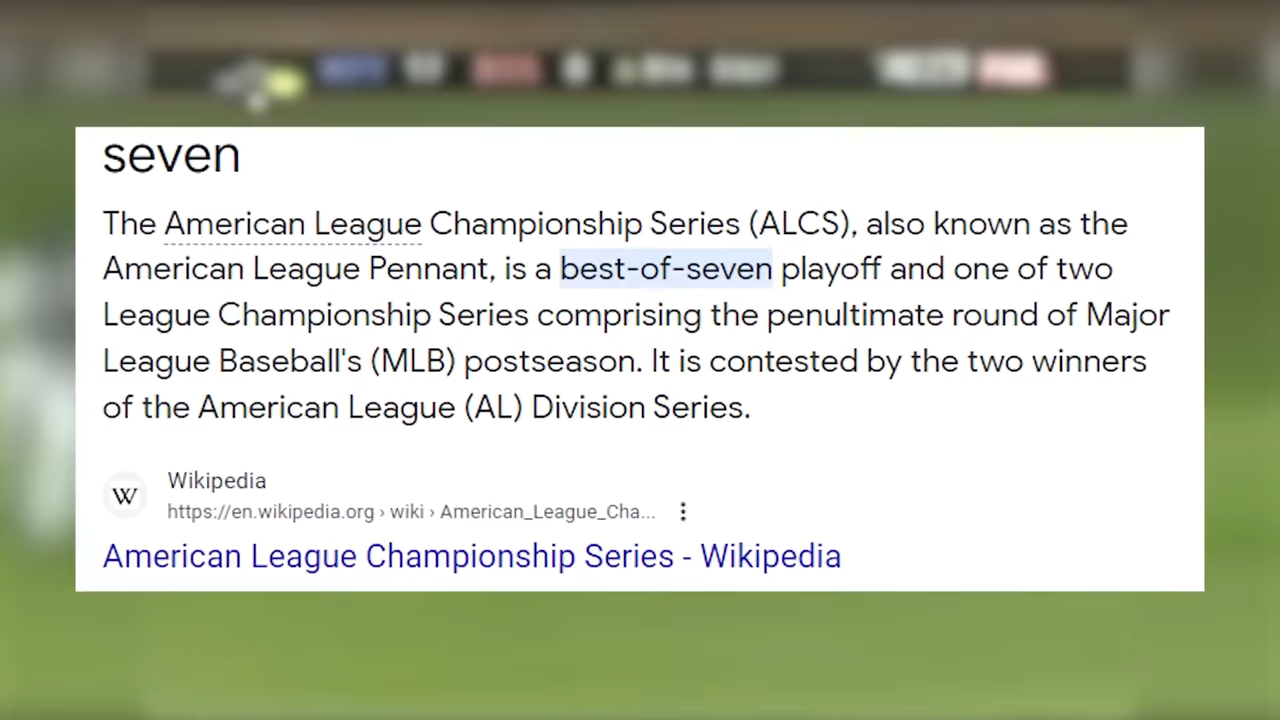 seven
The American League Championship Series (ALCS), also known as the
American League Pennant, is a best-of-seven playoff and one of two
League Championship Series comprising the penultimate round of Major
League Baseball's (MLB) postseason. It is contested by the two winners
of the American League (AL) Division Series.
W
Wikipedia
https://en.wikipedia.org › wiki › American_League_Cha...
American League Championship Series - Wikipedia